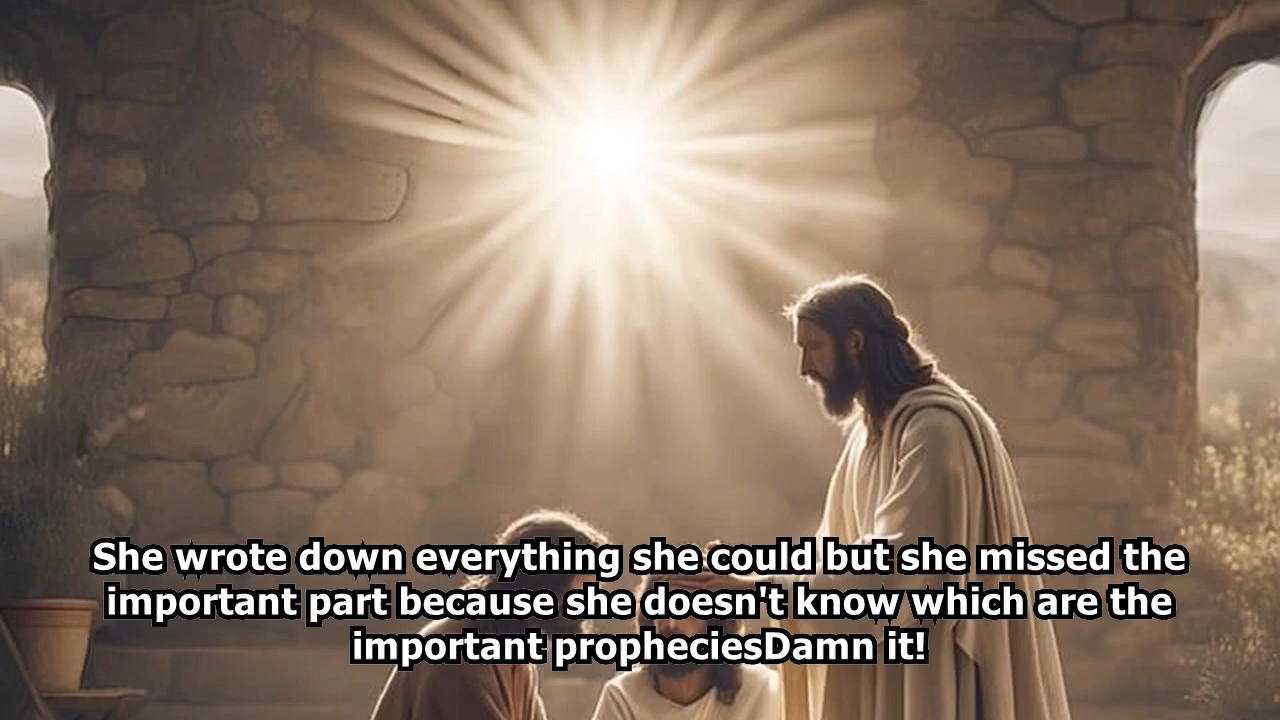 She wrote down everything she could but she missed the
important part because she doesn't know which are the
important propheciesDamn it!